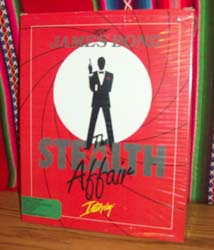 JAMES BOND
The
STEALTH
Affair
Interplay